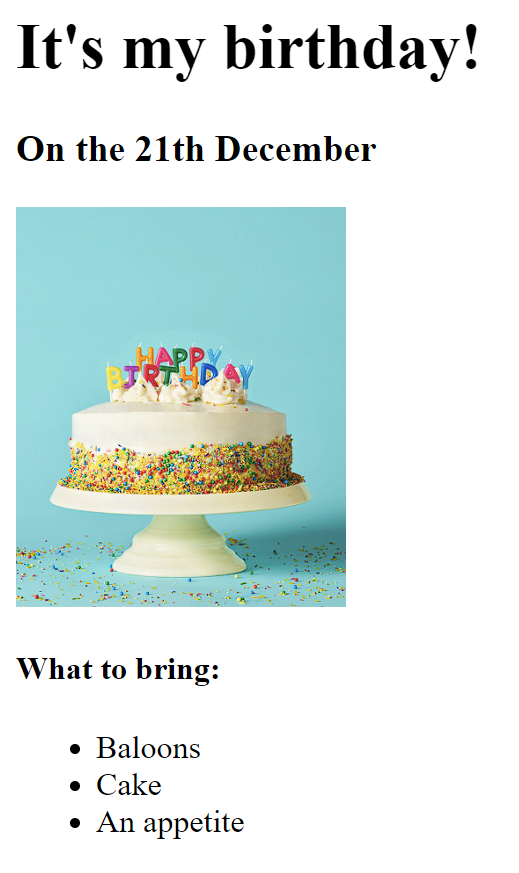 It's my birthday!
On the 21th December
HAPPY
BIRTHDAY
What to bring:
Baloons
Cake
An appetite